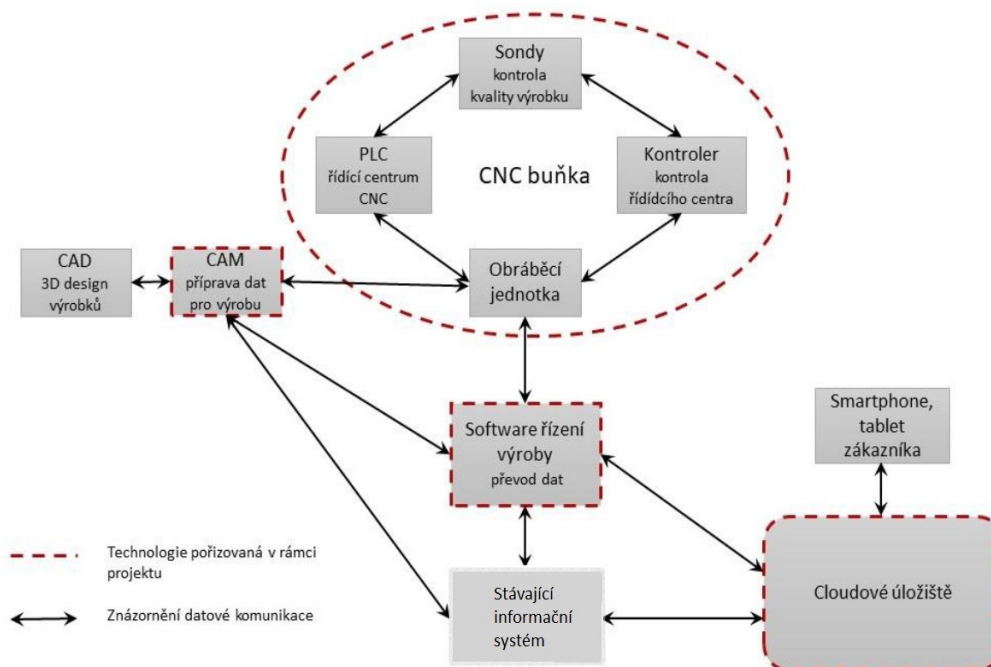 Sondy
kontrola
kvality výrobku
PLC
řídící centrum
CNC
CNC buňka
Kontroler
kontrola
řídídcího centra
CAD
3D design
výrobků
CAM
příprava dat
pro výrobu
Obráběcí
jednotka
Software řízení
výroby
převod dat
Smartphone,
tablet
zákazníka
Technologie pořizovaná v rámci
projektu
Znázornění datové komunikace
Stávající
informační
systém
Cloudové úložiště